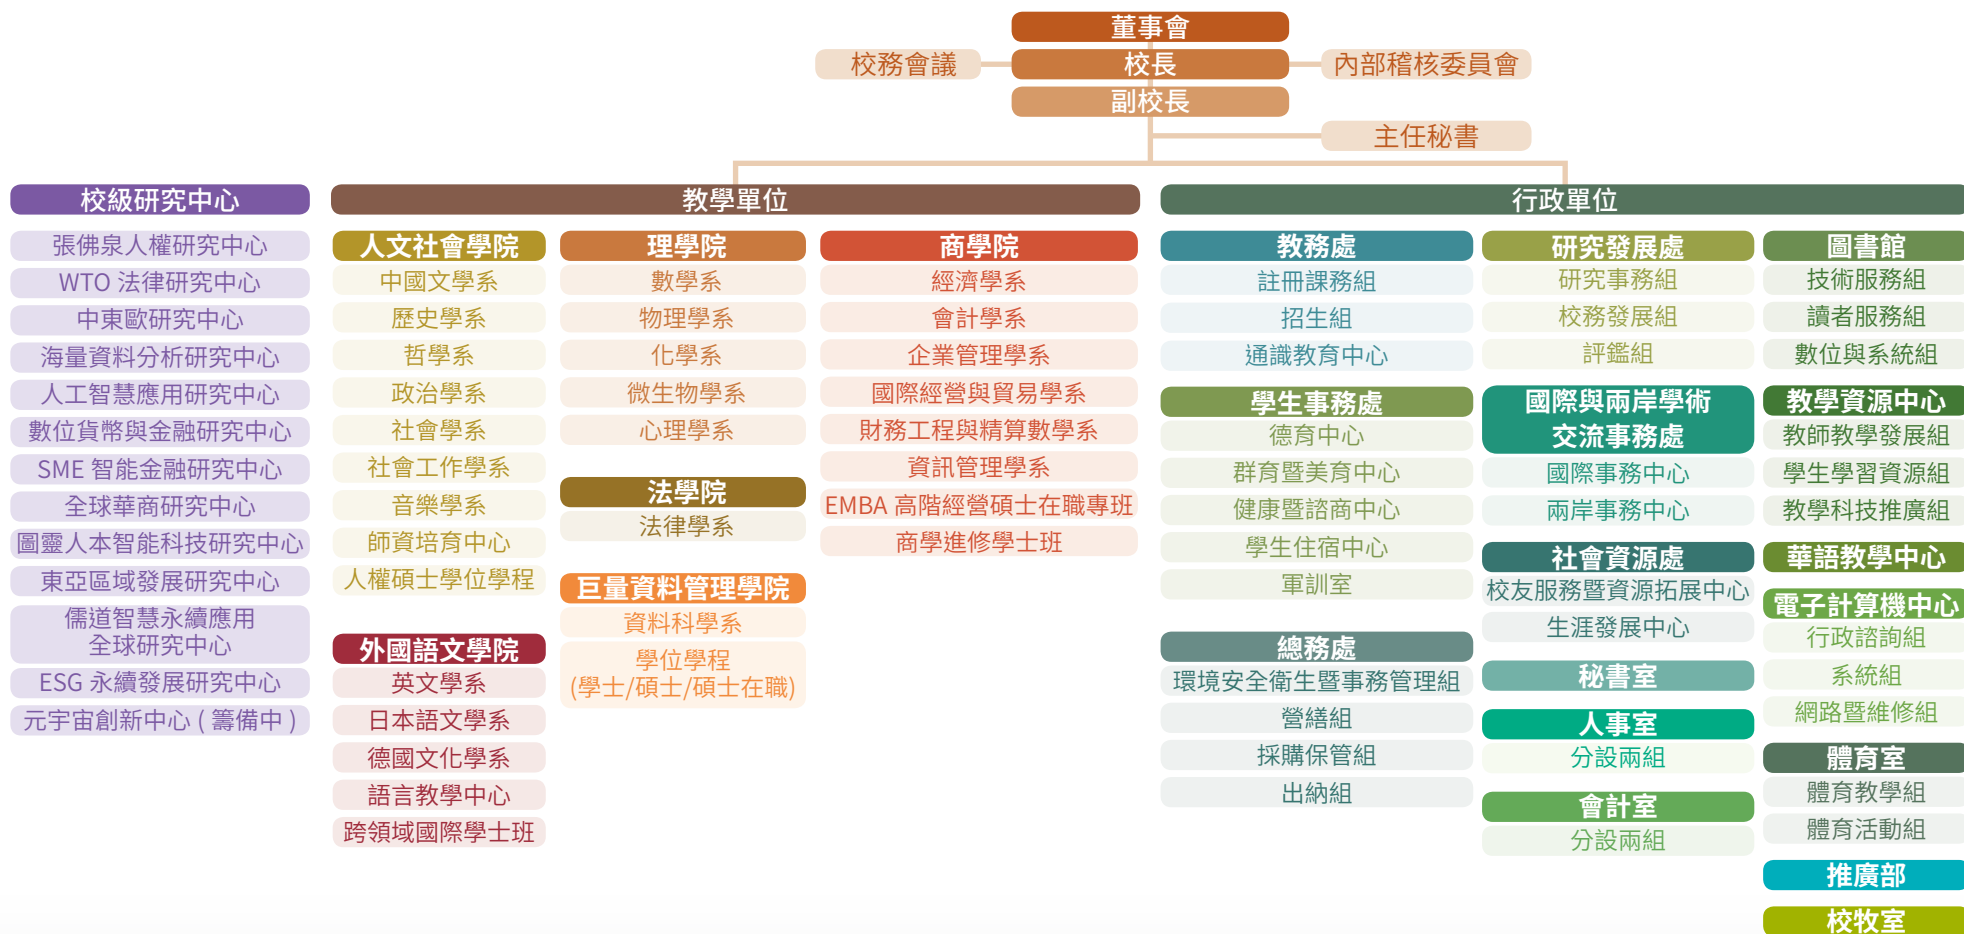 董事會
校務會議
校長
內部稽核委員會
副校長
主任秘書
校級研究中心
張佛泉人權研究中心
WTO 法律研究中心
中東歐研究中心
海量資料分析研究中心
人工智慧應用研究中心
數位貨幣與金融研究中心
SME 智能金融研究中心
全球華商研究中心
圖靈人本智能科技研究中心
東亞區域發展研究中心
儒道智慧永續應用
全球研究中心
ESG 永續發展研究中心
元宇宙創新中心 ( 籌備中 )
教學單位
人文社會學院
中國文學系
歷史學系
哲學系
政治學系
社會學系
社會工作學系
音樂學系
師資培育中心
人權碩士學位學程
外國語文學院
英文學系
日本語文學系
德國文化學系
語言教學中心
跨領域國際學士班
理學院
數學系
物理學系
化學系
微生物學系
心理學系
法學院
法律學系
巨量資料管理學院
資料科學系
學位學程
(學士/碩士/碩士在職)
商學院
經濟學系
會計學系
企業管理學系
國際經營與貿易學系
財務工程與精算數學系
資訊管理學系
EMBA 高階經營碩士在職專班
商學進修學士班
行政單位
教務處
註冊課務組
招生組
通識教育中心
學生事務處
德育中心
群育暨美育中心
健康暨諮商中心
學生住宿中心
軍訓室
總務處
環境安全衛生暨事務管理組
營繕組
採購保管組
出納組
研究發展處
研究事務組
校務發展組
評鑑組
國際與兩岸學術
交流事務處
國際事務中心
兩岸事務中心
社會資源處
校友服務暨資源拓展中心
生涯發展中心
秘書室
人事室
分設兩組
會計室
分設兩組
圖書館
技術服務組
讀者服務組
數位與系統組
教學資源中心
教師教學發展組
學生學習資源組
教學科技推廣組
華語教學中心
電子計算機中心
行政諮詢組
系統組
網路暨維修組
體育室
體育教學組
體育活動組
推廣部
校牧室